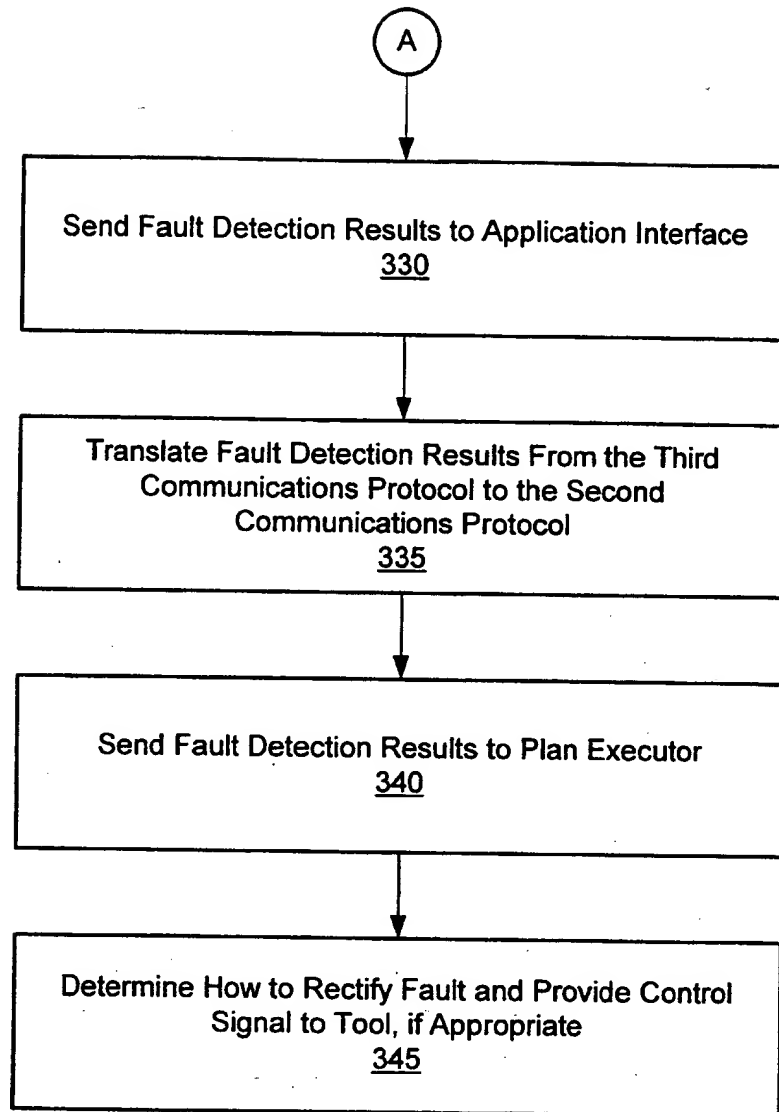 A
Send Fault Detection Results to Application Interface
330
Translate Fault Detection Results From the Third
Communications Protocol to the Second
Communications Protocol
335
Send Fault Detection Results to Plan Executor
340
Determine How to Rectify Fault and Provide Control
Signal to Tool, if Appropriate
345